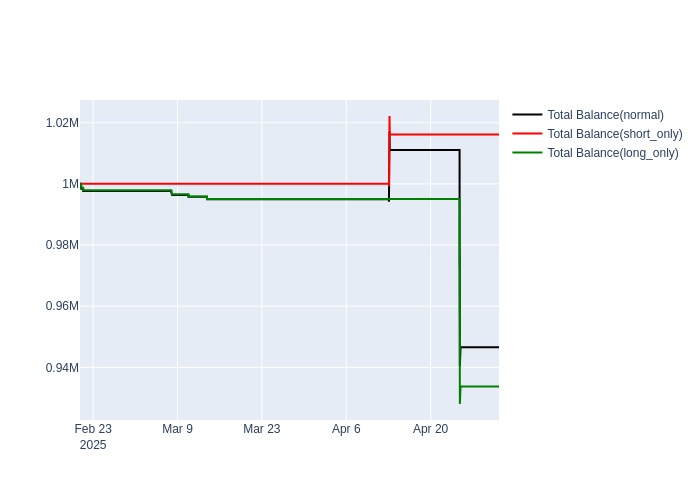 1.02M
1M
0.98M
0.96M
0.94M
Feb 23
2025
Mar 9
Mar 23
Apr 6
Apr 20
Total Balance(normal)
Total Balance(short_only)
Total Balance(long_only)